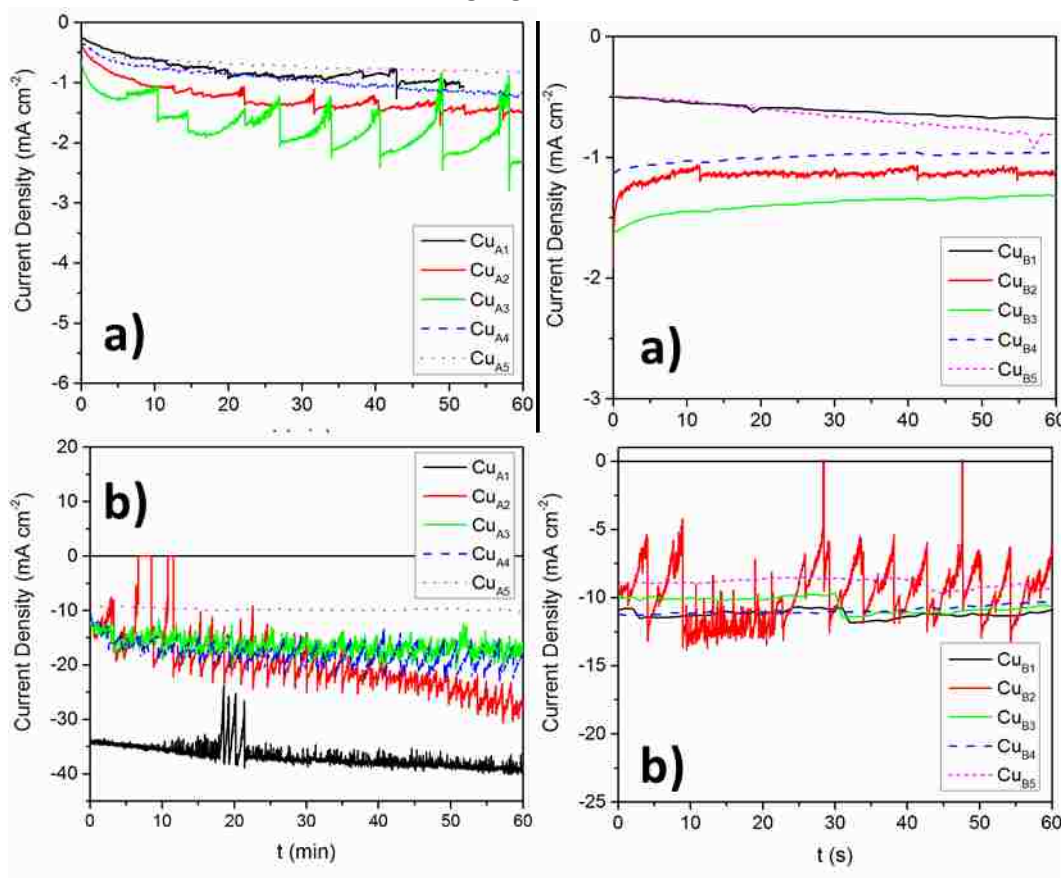 0
-1
-2
-3
-4
-5
-6
Current Density (mA cm⁻²)
a)
Cu_A1
Cu_A2
Cu_A3
Cu_A4
Cu_A5
0 10 20 30 40 50 60
0
-1
-2
-3
Current Density (mA cm⁻²)
a)
Cu_B1
Cu_B2
Cu_B3
Cu_B4
Cu_B5
0 10 20 30 40 50 60
20
10
0
-10
-20
-30
-40
Current Density (mA cm⁻²)
b)
Cu_A1
Cu_A2
Cu_A3
Cu_A4
Cu_A5
0 10 20 30 40 50 60
t (min)
0
-5
-10
-15
-20
-25
Current Density (mA cm⁻²)
b)
Cu_B1
Cu_B2
Cu_B3
Cu_B4
Cu_B5
0 10 20 30 40 50 60
t (s)